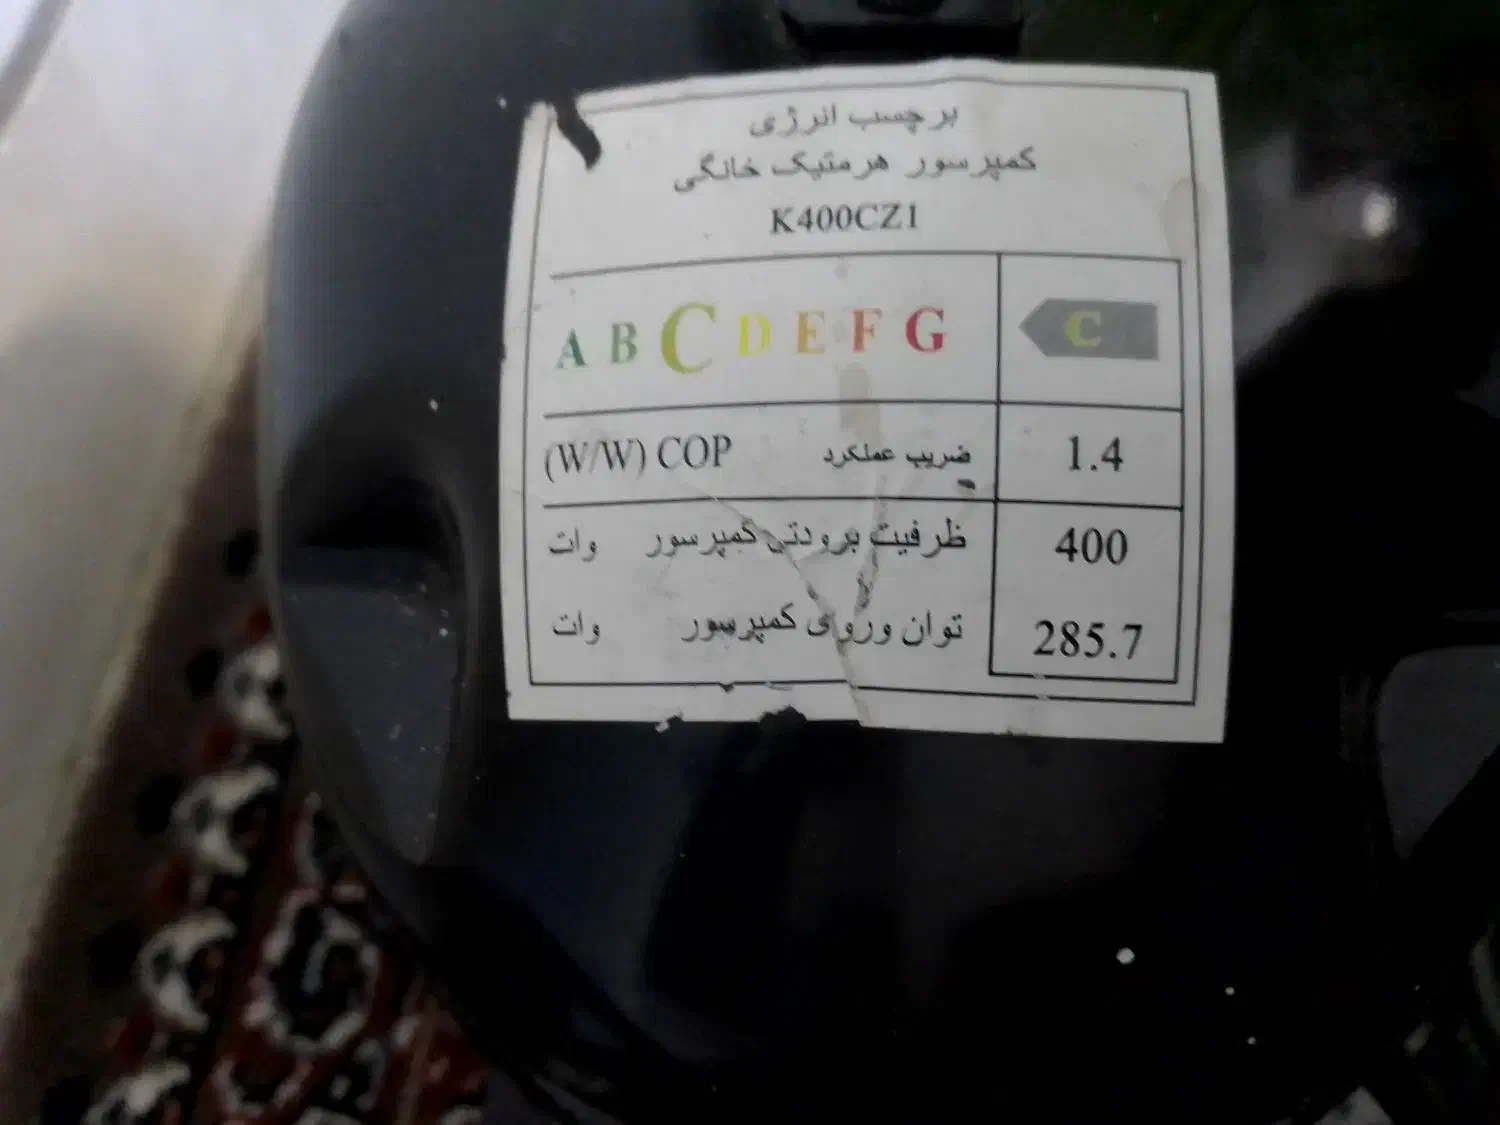 برچسب انرژی
کمپرسور هرمتیک خانگی
K400CZ1
A B C D E F G C
(W/W) COP ضریب عملکرد 1.4
ظرفیت برودتی کمپرسور وات 400
توان ورودی کمپرسور وات 285.7